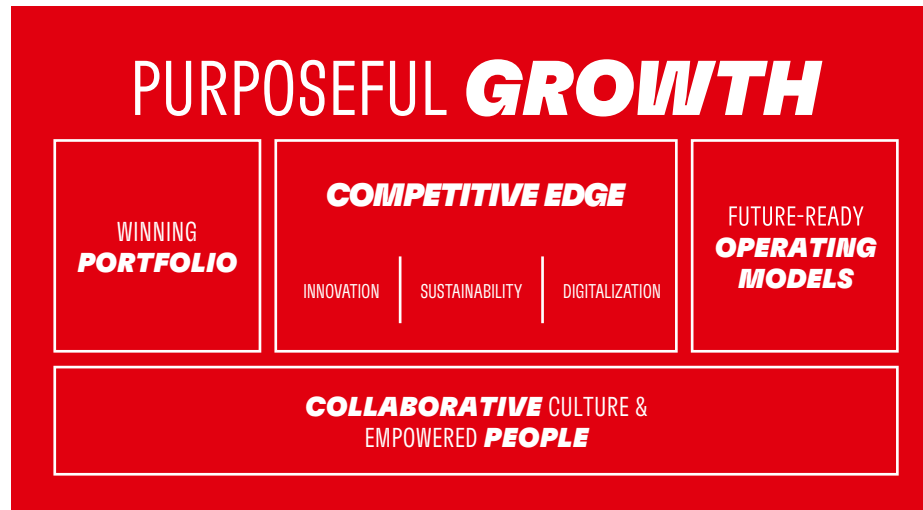 PURPOSEFUL GROWTH
WINNING
PORTFOLIO
COMPETITIVE EDGE
INNOVATION
SUSTAINABILITY
DIGITALIZATION
FUTURE-READY
OPERATING
MODELS
COLLABORATIVE CULTURE &
EMPOWERED PEOPLE